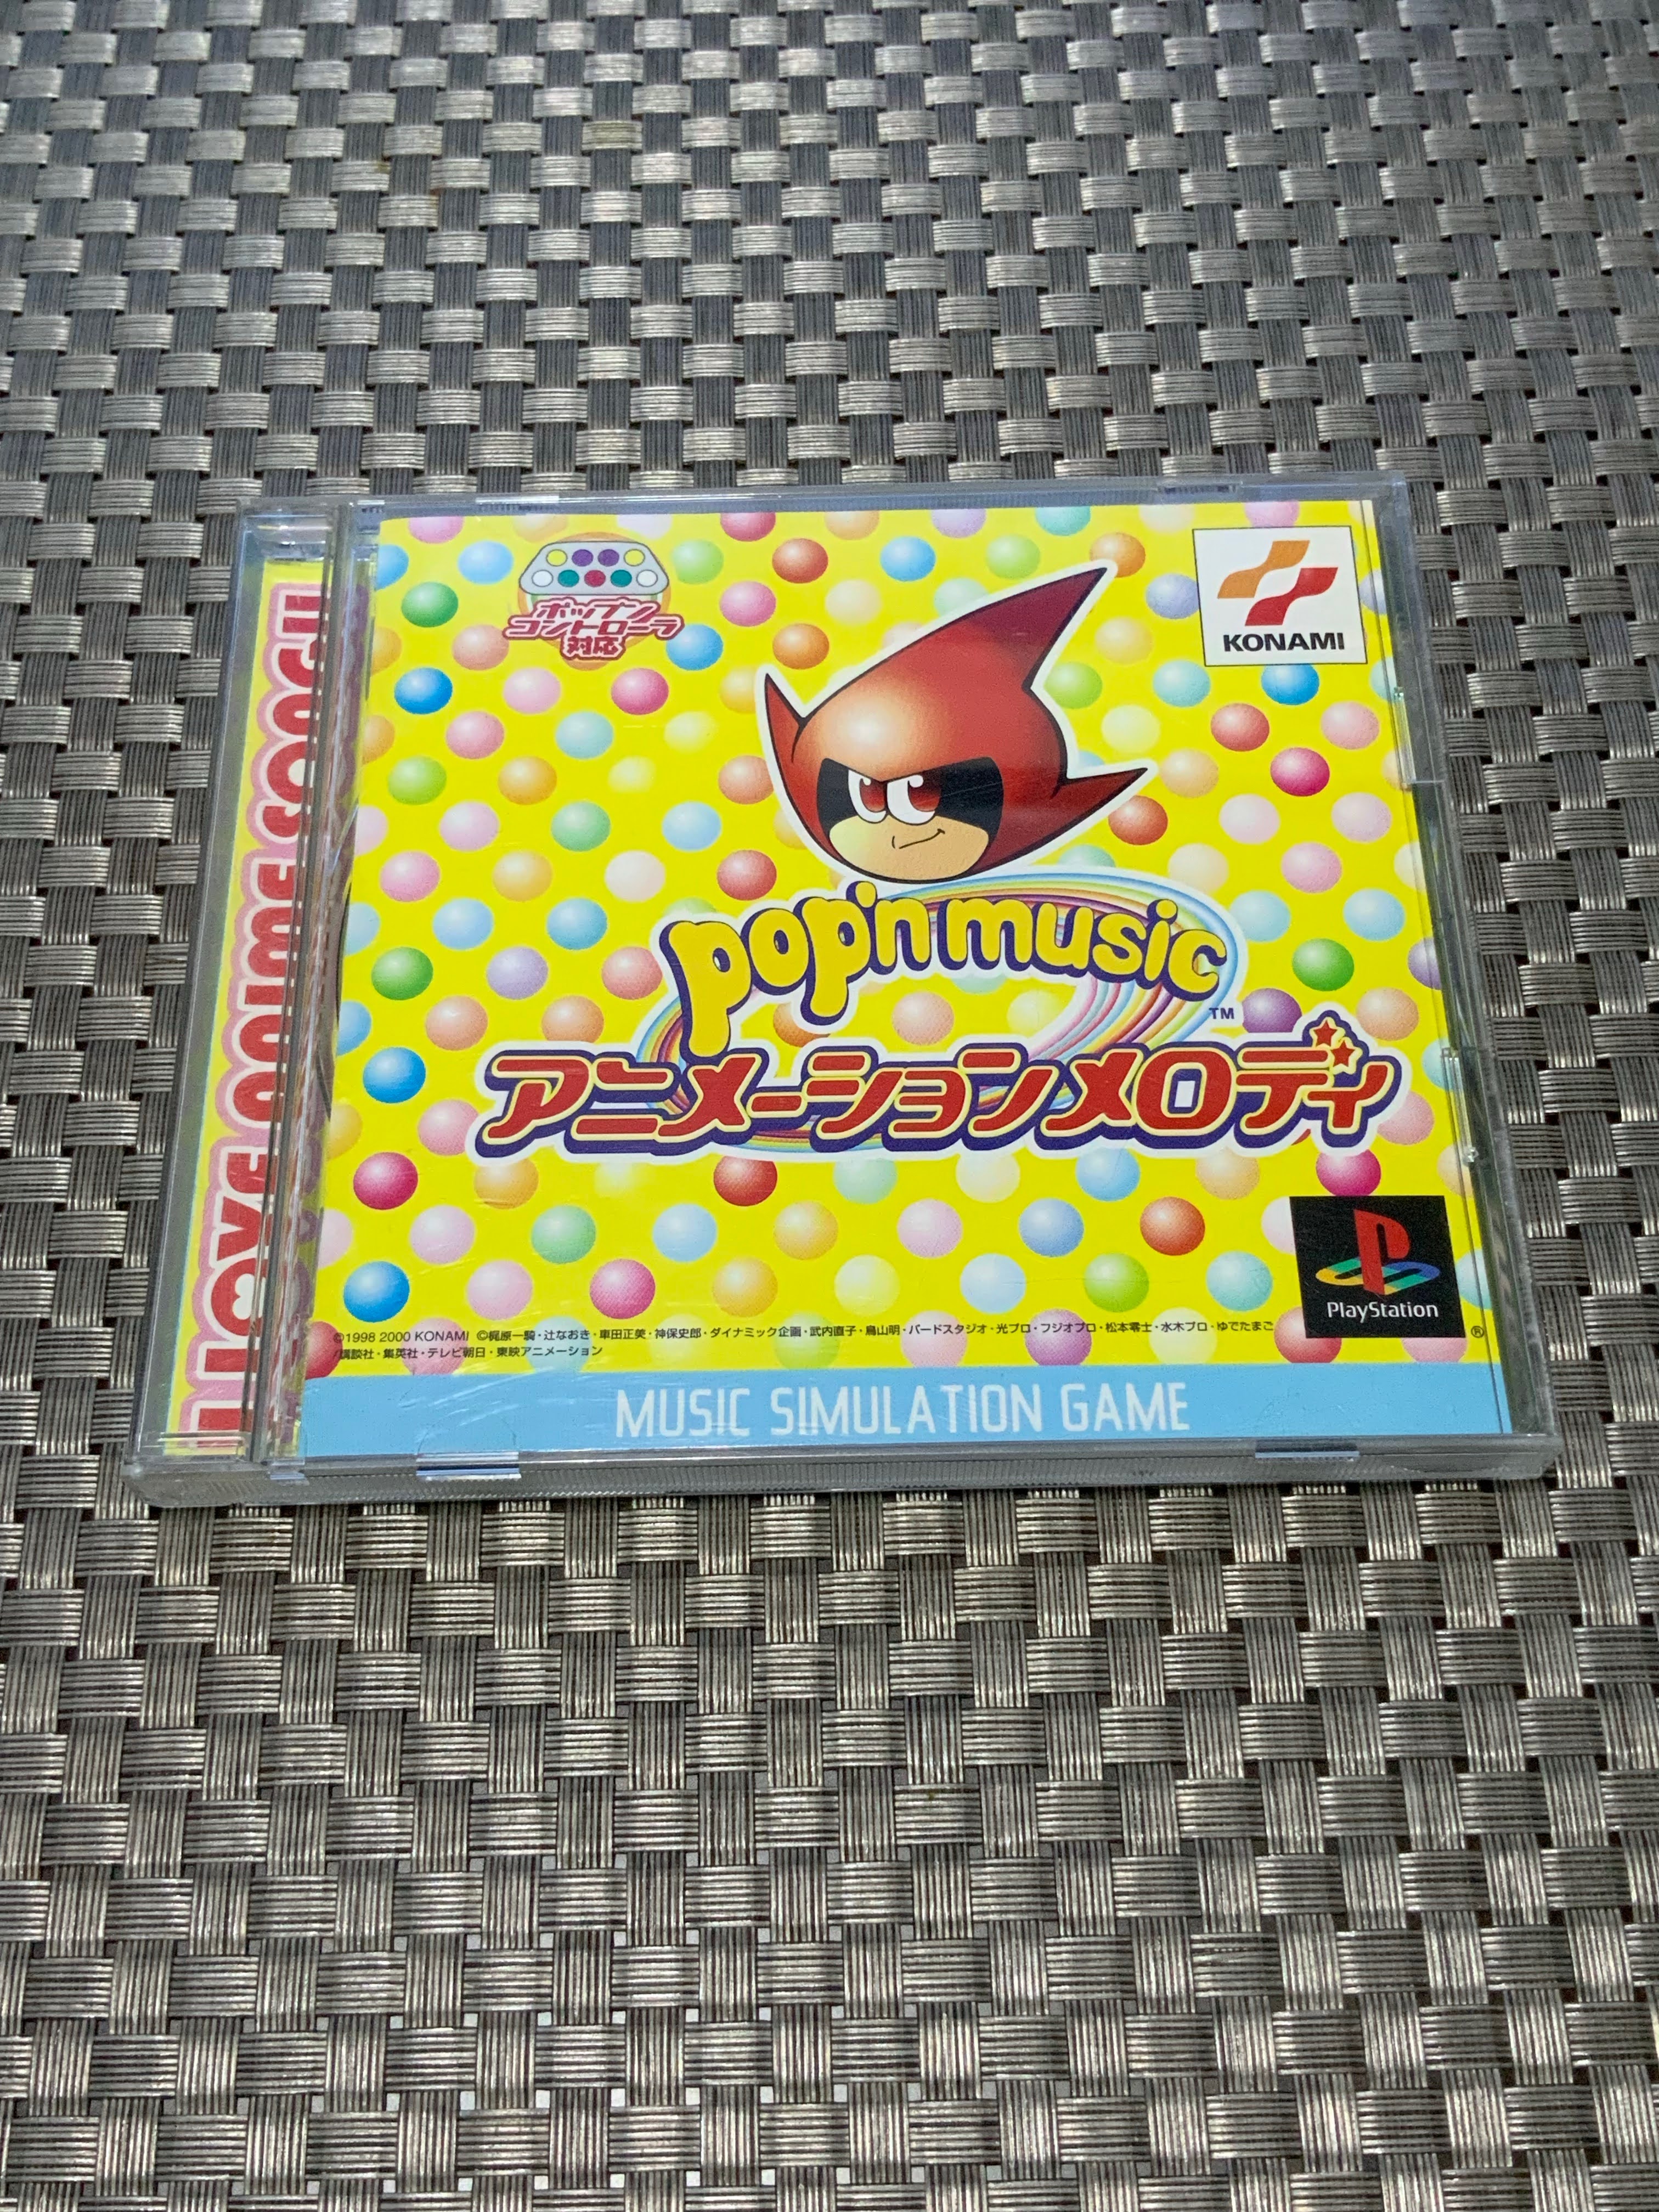 I LOVE ANIME SONG!!
ポップン
コントローラ
対応
KONAMI
pop'n music
TM
アニメーションメロディ
PlayStation
®
©1998 2000 KONAMI ©梶原一騎・辻なおき・車田正美・神保史郎・ダイナミック企画・武内直子・鳥山明・バードスタジオ・光プロ・フジオプロ・松本零士・水木プロ・ゆでたまご
/講談社・集英社・テレビ朝日・東映アニメーション
MUSIC SIMULATION GAME